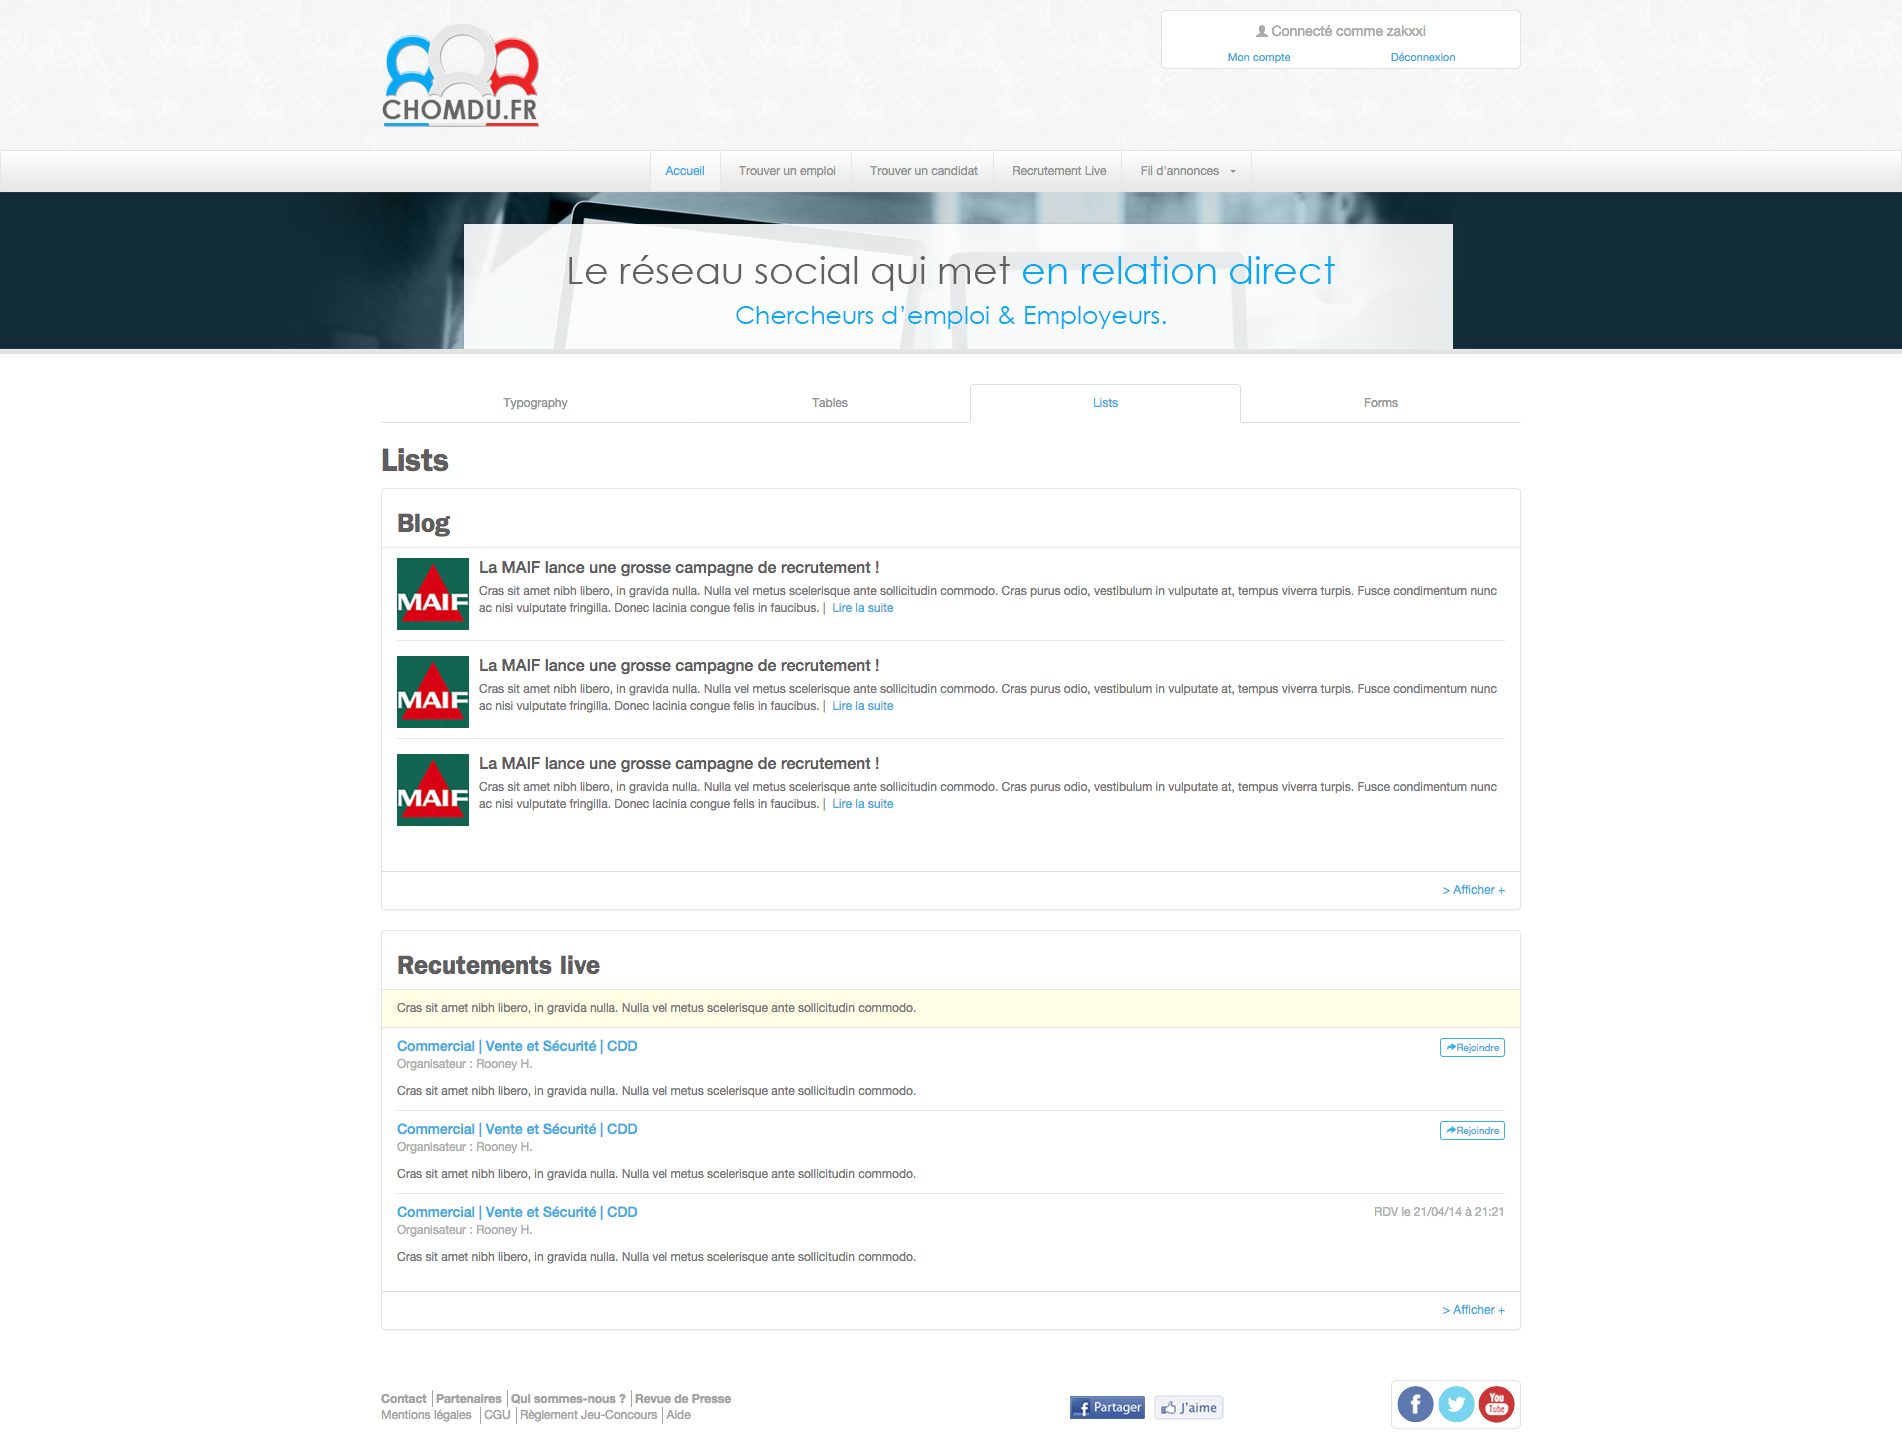 CHOMDU.FR
Connecté comme zakxxi
Mon compte
Déconnexion
Accueil
Trouver un emploi
Trouver un candidat
Recrutement Live
Fil d'annonces
Le réseau social qui met en relation direct
Chercheurs d'emploi & Employeurs.
Typography
Tables
Lists
Forms
Lists
Blog
MAIF
La MAIF lance une grosse campagne de recrutement !
Cras sit amet nibh libero, in gravida nulla. Nulla vel metus scelerisque ante sollicitudin commodo. Cras purus odio, vestibulum in vulputate at, tempus viverra turpis. Fusce condimentum nunc
ac nisi vulputate fringilla. Donec lacinia congue felis in faucibus. | Lire la suite
MAIF
La MAIF lance une grosse campagne de recrutement !
Cras sit amet nibh libero, in gravida nulla. Nulla vel metus scelerisque ante sollicitudin commodo. Cras purus odio, vestibulum in vulputate at, tempus viverra turpis. Fusce condimentum nunc
ac nisi vulputate fringilla. Donec lacinia congue felis in faucibus. | Lire la suite
MAIF
La MAIF lance une grosse campagne de recrutement !
Cras sit amet nibh libero, in gravida nulla. Nulla vel metus scelerisque ante sollicitudin commodo. Cras purus odio, vestibulum in vulputate at, tempus viverra turpis. Fusce condimentum nunc
ac nisi vulputate fringilla. Donec lacinia congue felis in faucibus. | Lire la suite
> Afficher +
Recutements live
Cras sit amet nibh libero, in gravida nulla. Nulla vel metus scelerisque ante sollicitudin commodo.
Commercial | Vente et Sécurité | CDD
Rejoindre
Organisateur : Rooney H.
Cras sit amet nibh libero, in gravida nulla. Nulla vel metus scelerisque ante sollicitudin commodo.
Commercial | Vente et Sécurité | CDD
Rejoindre
Organisateur : Rooney H.
Cras sit amet nibh libero, in gravida nulla. Nulla vel metus scelerisque ante sollicitudin commodo.
Commercial | Vente et Sécurité | CDD
RDV le 21/04/14 à 21:21
Organisateur : Rooney H.
Cras sit amet nibh libero, in gravida nulla. Nulla vel metus scelerisque ante sollicitudin commodo.
> Afficher +
Contact | Partenaires | Qui sommes-nous ? | Revue de Presse
Mentions légales | CGU | Règlement Jeu-Concours | Aide
f Partager
J'aime
f
You
Tube